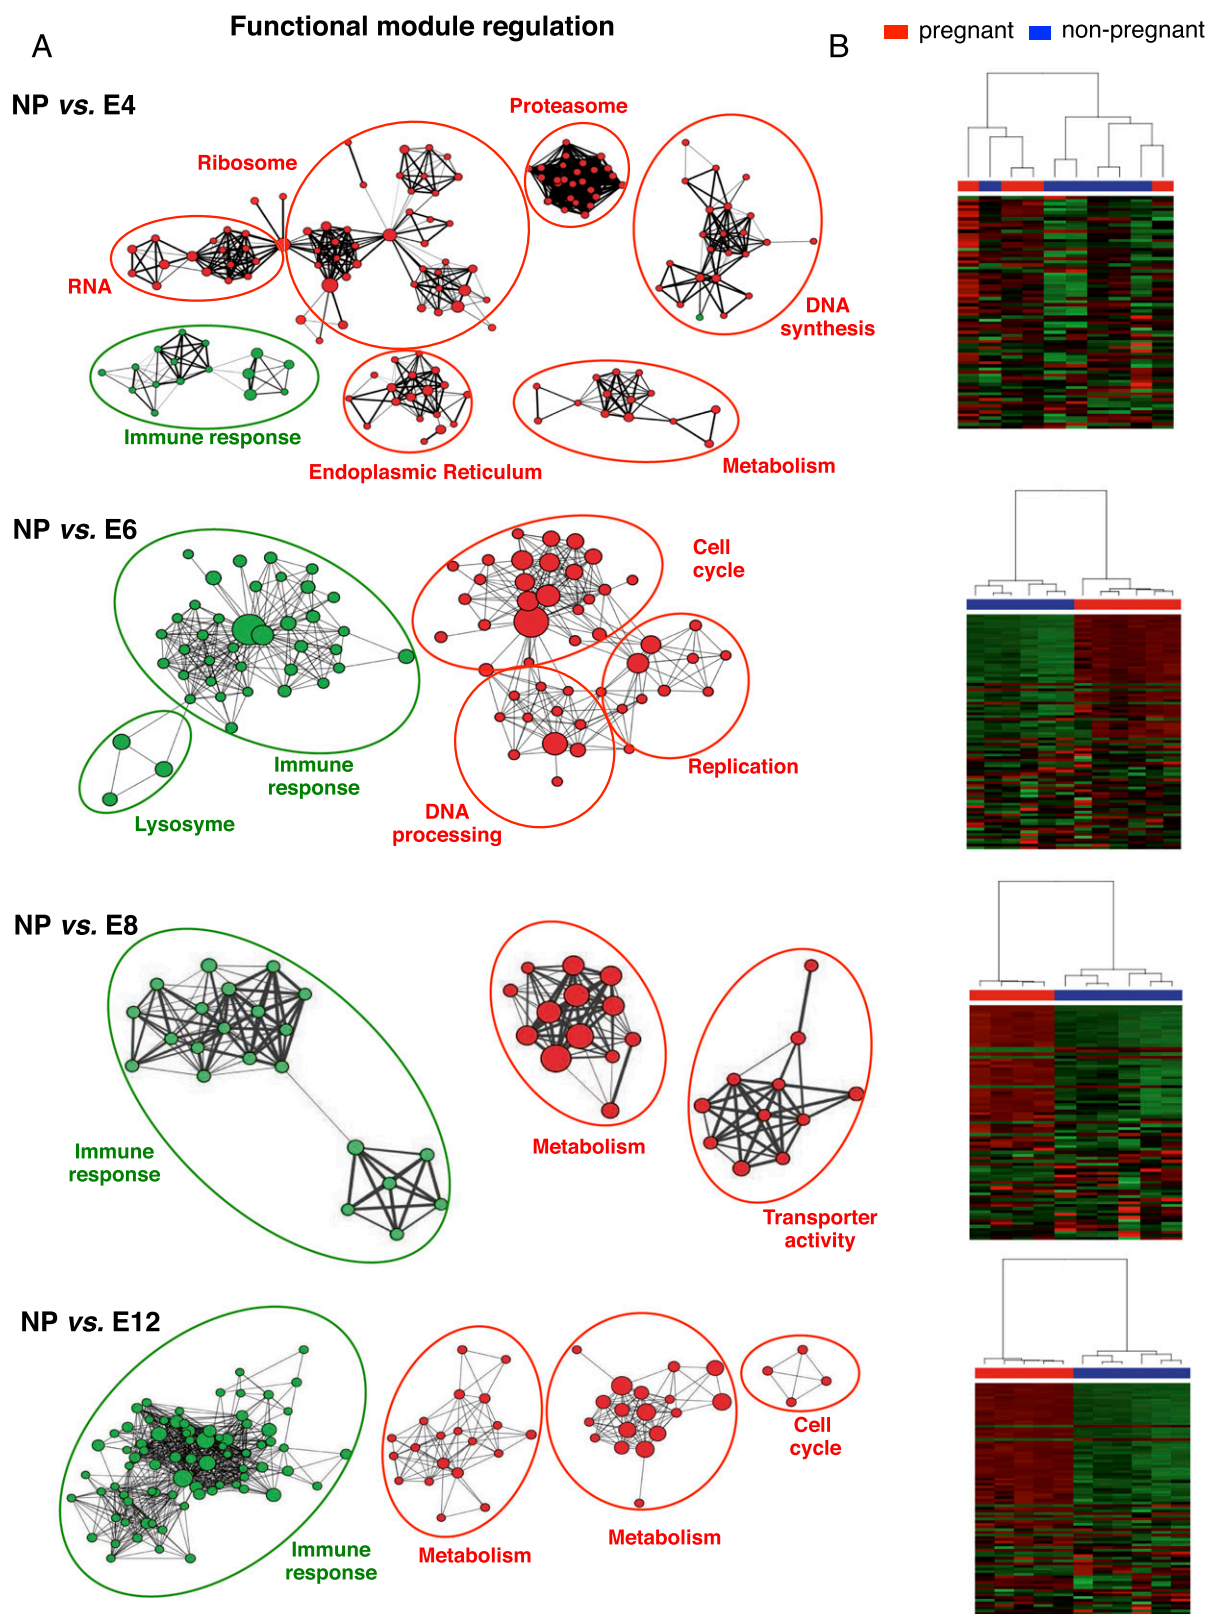 Functional module regulation
A
B
pregnant
non-pregnant
NP vs. E4
Proteasome
Ribosome
RNA
DNA
synthesis
Immune response
Endoplasmic Reticulum
Metabolism
NP vs. E6
Cell
cycle
Immune
response
Replication
Lysosyme
DNA
processing
NP vs. E8
Immune
response
Metabolism
Transporter
activity
NP vs. E12
Cell
cycle
Immune
response
Metabolism
Metabolism